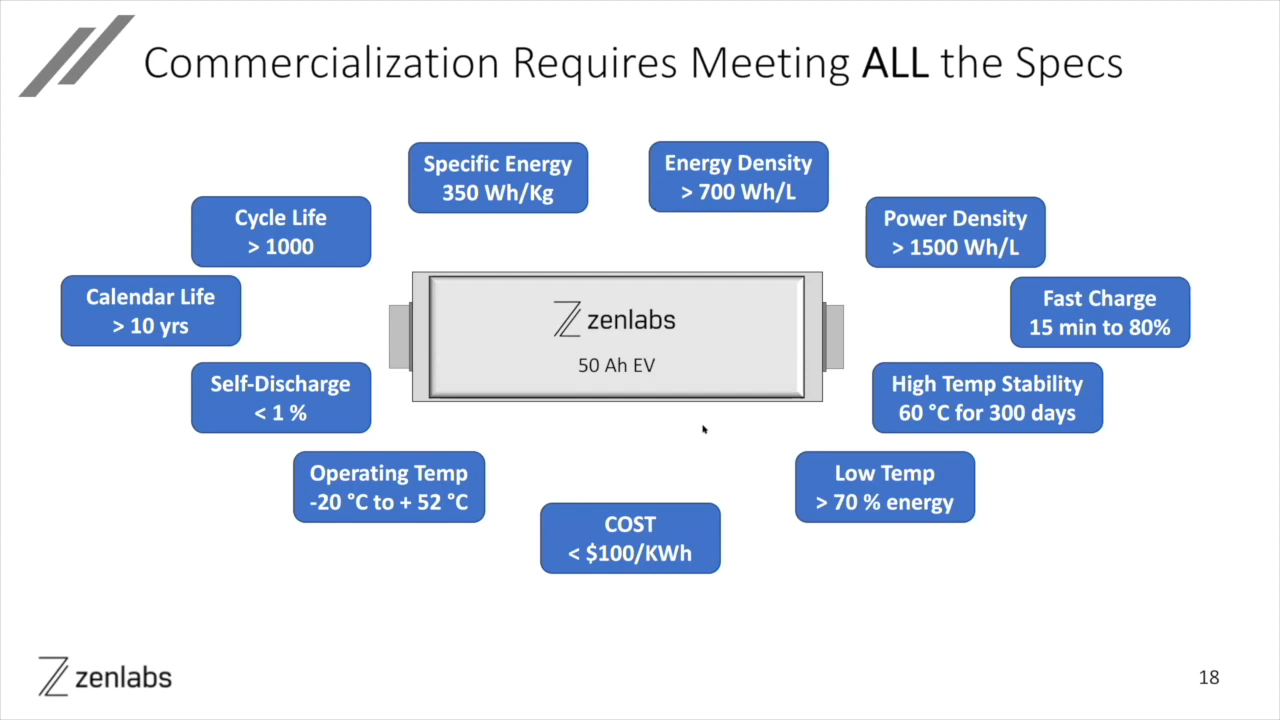 Commercialization Requires Meeting ALL the Specs
Specific Energy
350 Wh/Kg
Energy Density
> 700 Wh/L
Cycle Life
> 1000
Power Density
> 1500 Wh/L
Calendar Life
> 10 yrs
Fast Charge
15 min to 80%
zenlabs
50 Ah EV
Self-Discharge
< 1 %
High Temp Stability
60 °C for 300 days
Operating Temp
-20 °C to + 52 °C
Low Temp
> 70 % energy
COST
< $100/KWh
zenlabs
18